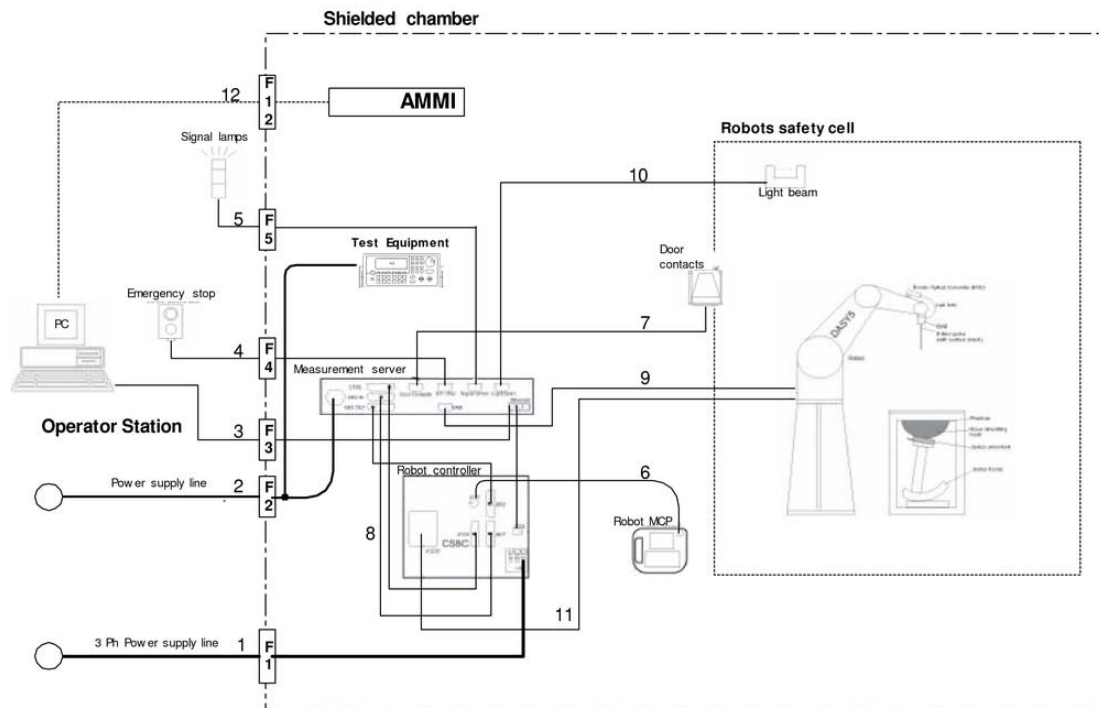 Shielded chamber
12
F
1
2
AMMI
Signal lamps
Robots safety cell
10
Light beam
5
F
5
Test Equipment
Door
contacts
Emergency stop
PC
DASY5
7
4
F
4
Measurement server
9
Operator Station
3
F
3
Robot controller
Power supply line
2
F
2
6
Robot MCP
8
CS8C
11
3 Ph Power supply line
1
F
1